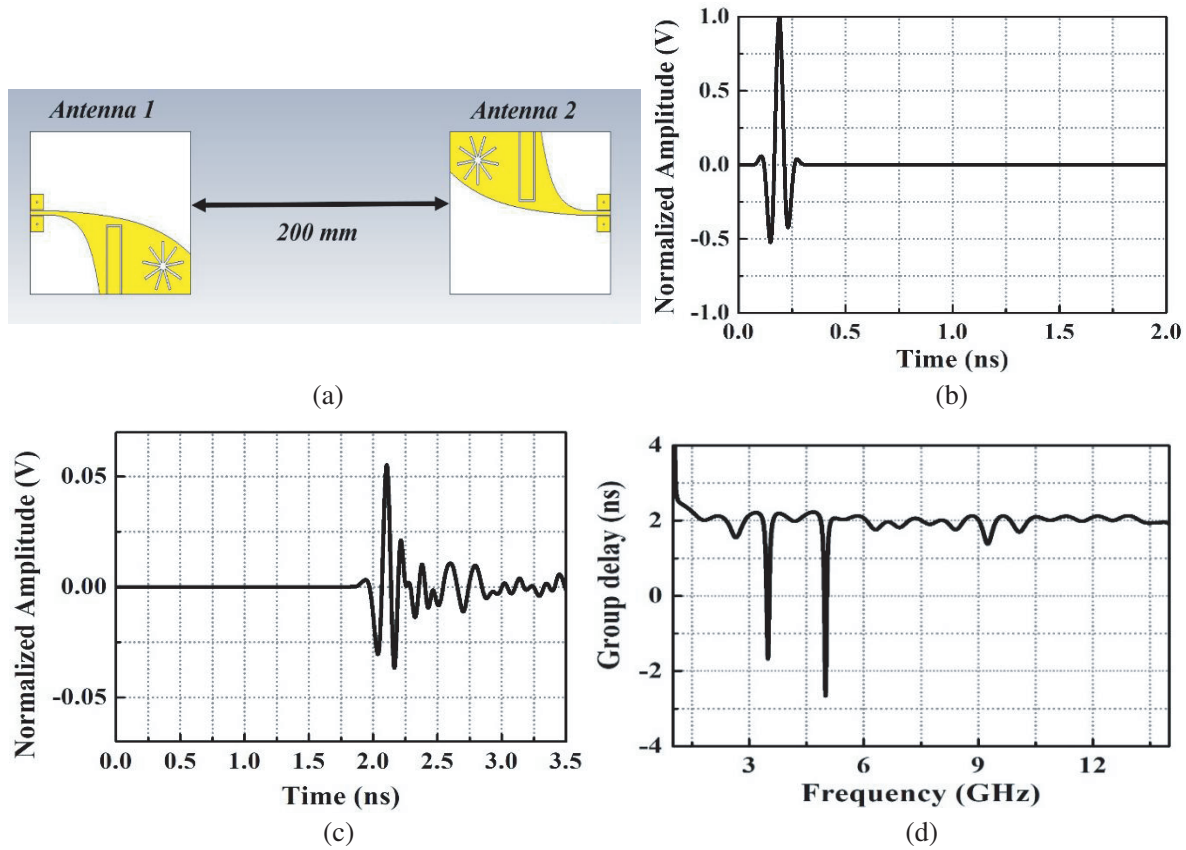 Antenna 1
Antenna 2
200 mm
(a)
Normalized Amplitude (V)
1.0
0.5
0.0
-0.5
-1.0
0.0 0.5 1.0 1.5 2.0
Time (ns)
(b)
Normalized Amplitude (V)
0.05
0.00
-0.05
0.0 0.5 1.0 1.5 2.0 2.5 3.0 3.5
Time (ns)
(c)
Group delay (ns)
4
2
0
-2
-4
3 6 9 12
Frequency (GHz)
(d)